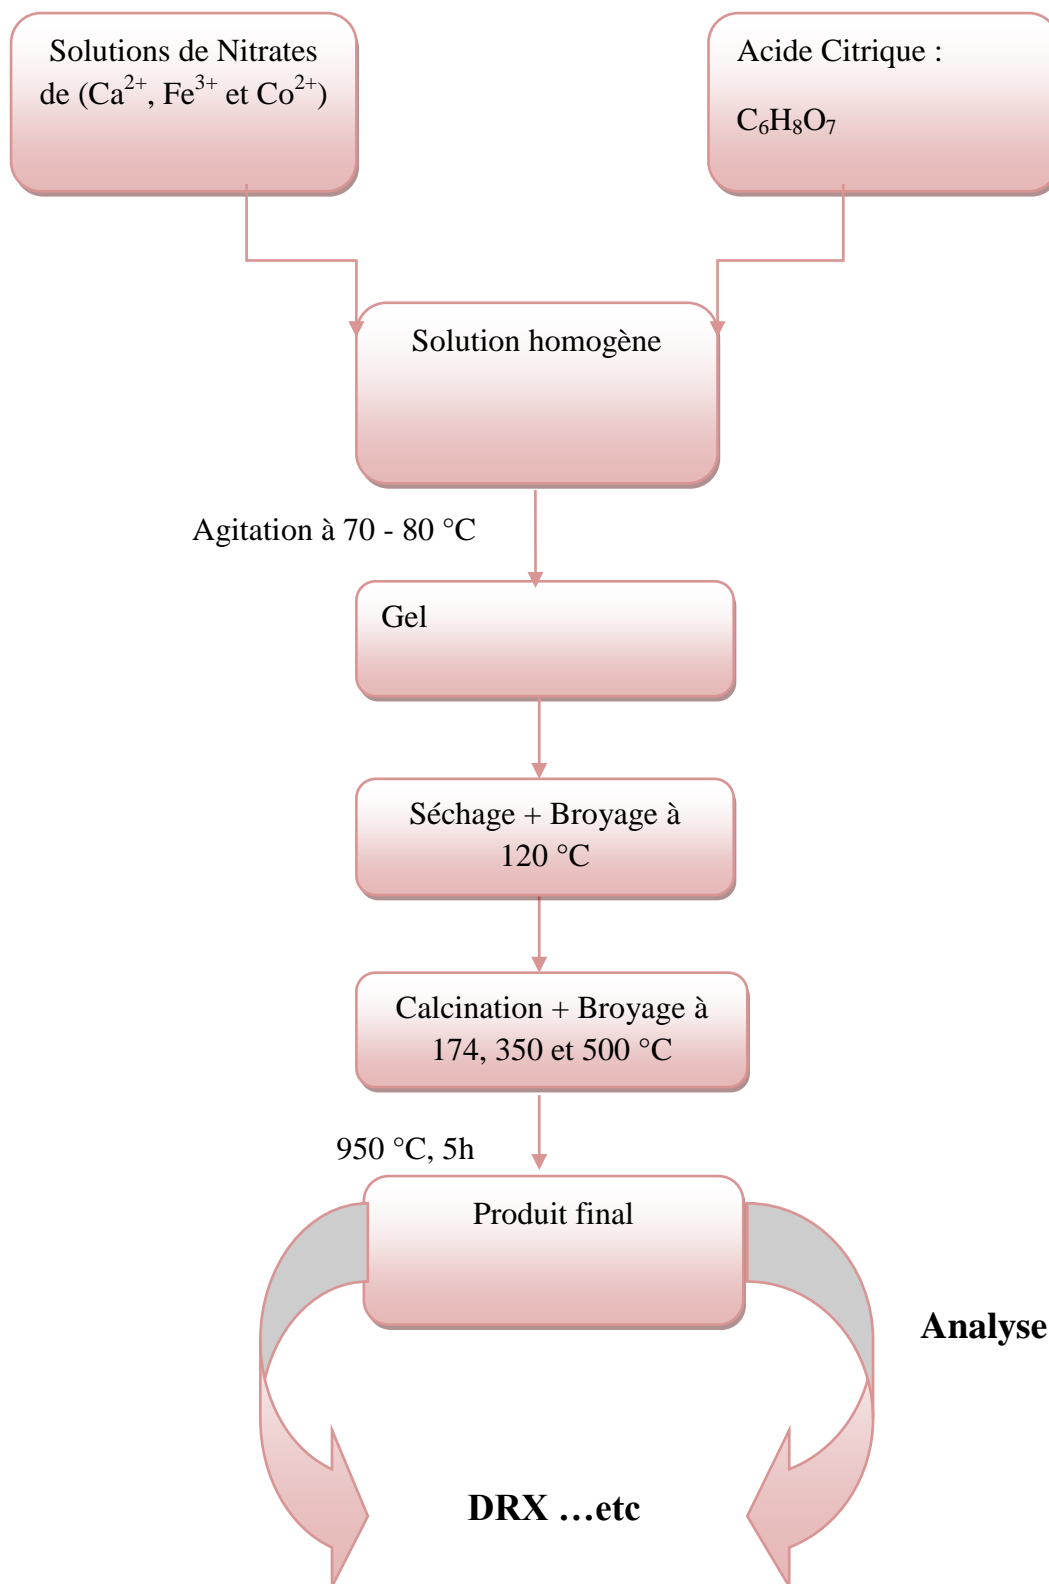 Solutions de Nitrates
de (Ca²⁺, Fe³⁺ et Co²⁺)
Acide Citrique :
C₆H₈O₇
Solution homogène
Agitation à 70 - 80 °C
Gel
Séchage + Broyage à
120 °C
Calcination + Broyage à
174, 350 et 500 °C
950 °C, 5h
Produit final
Analyse
DRX …etc